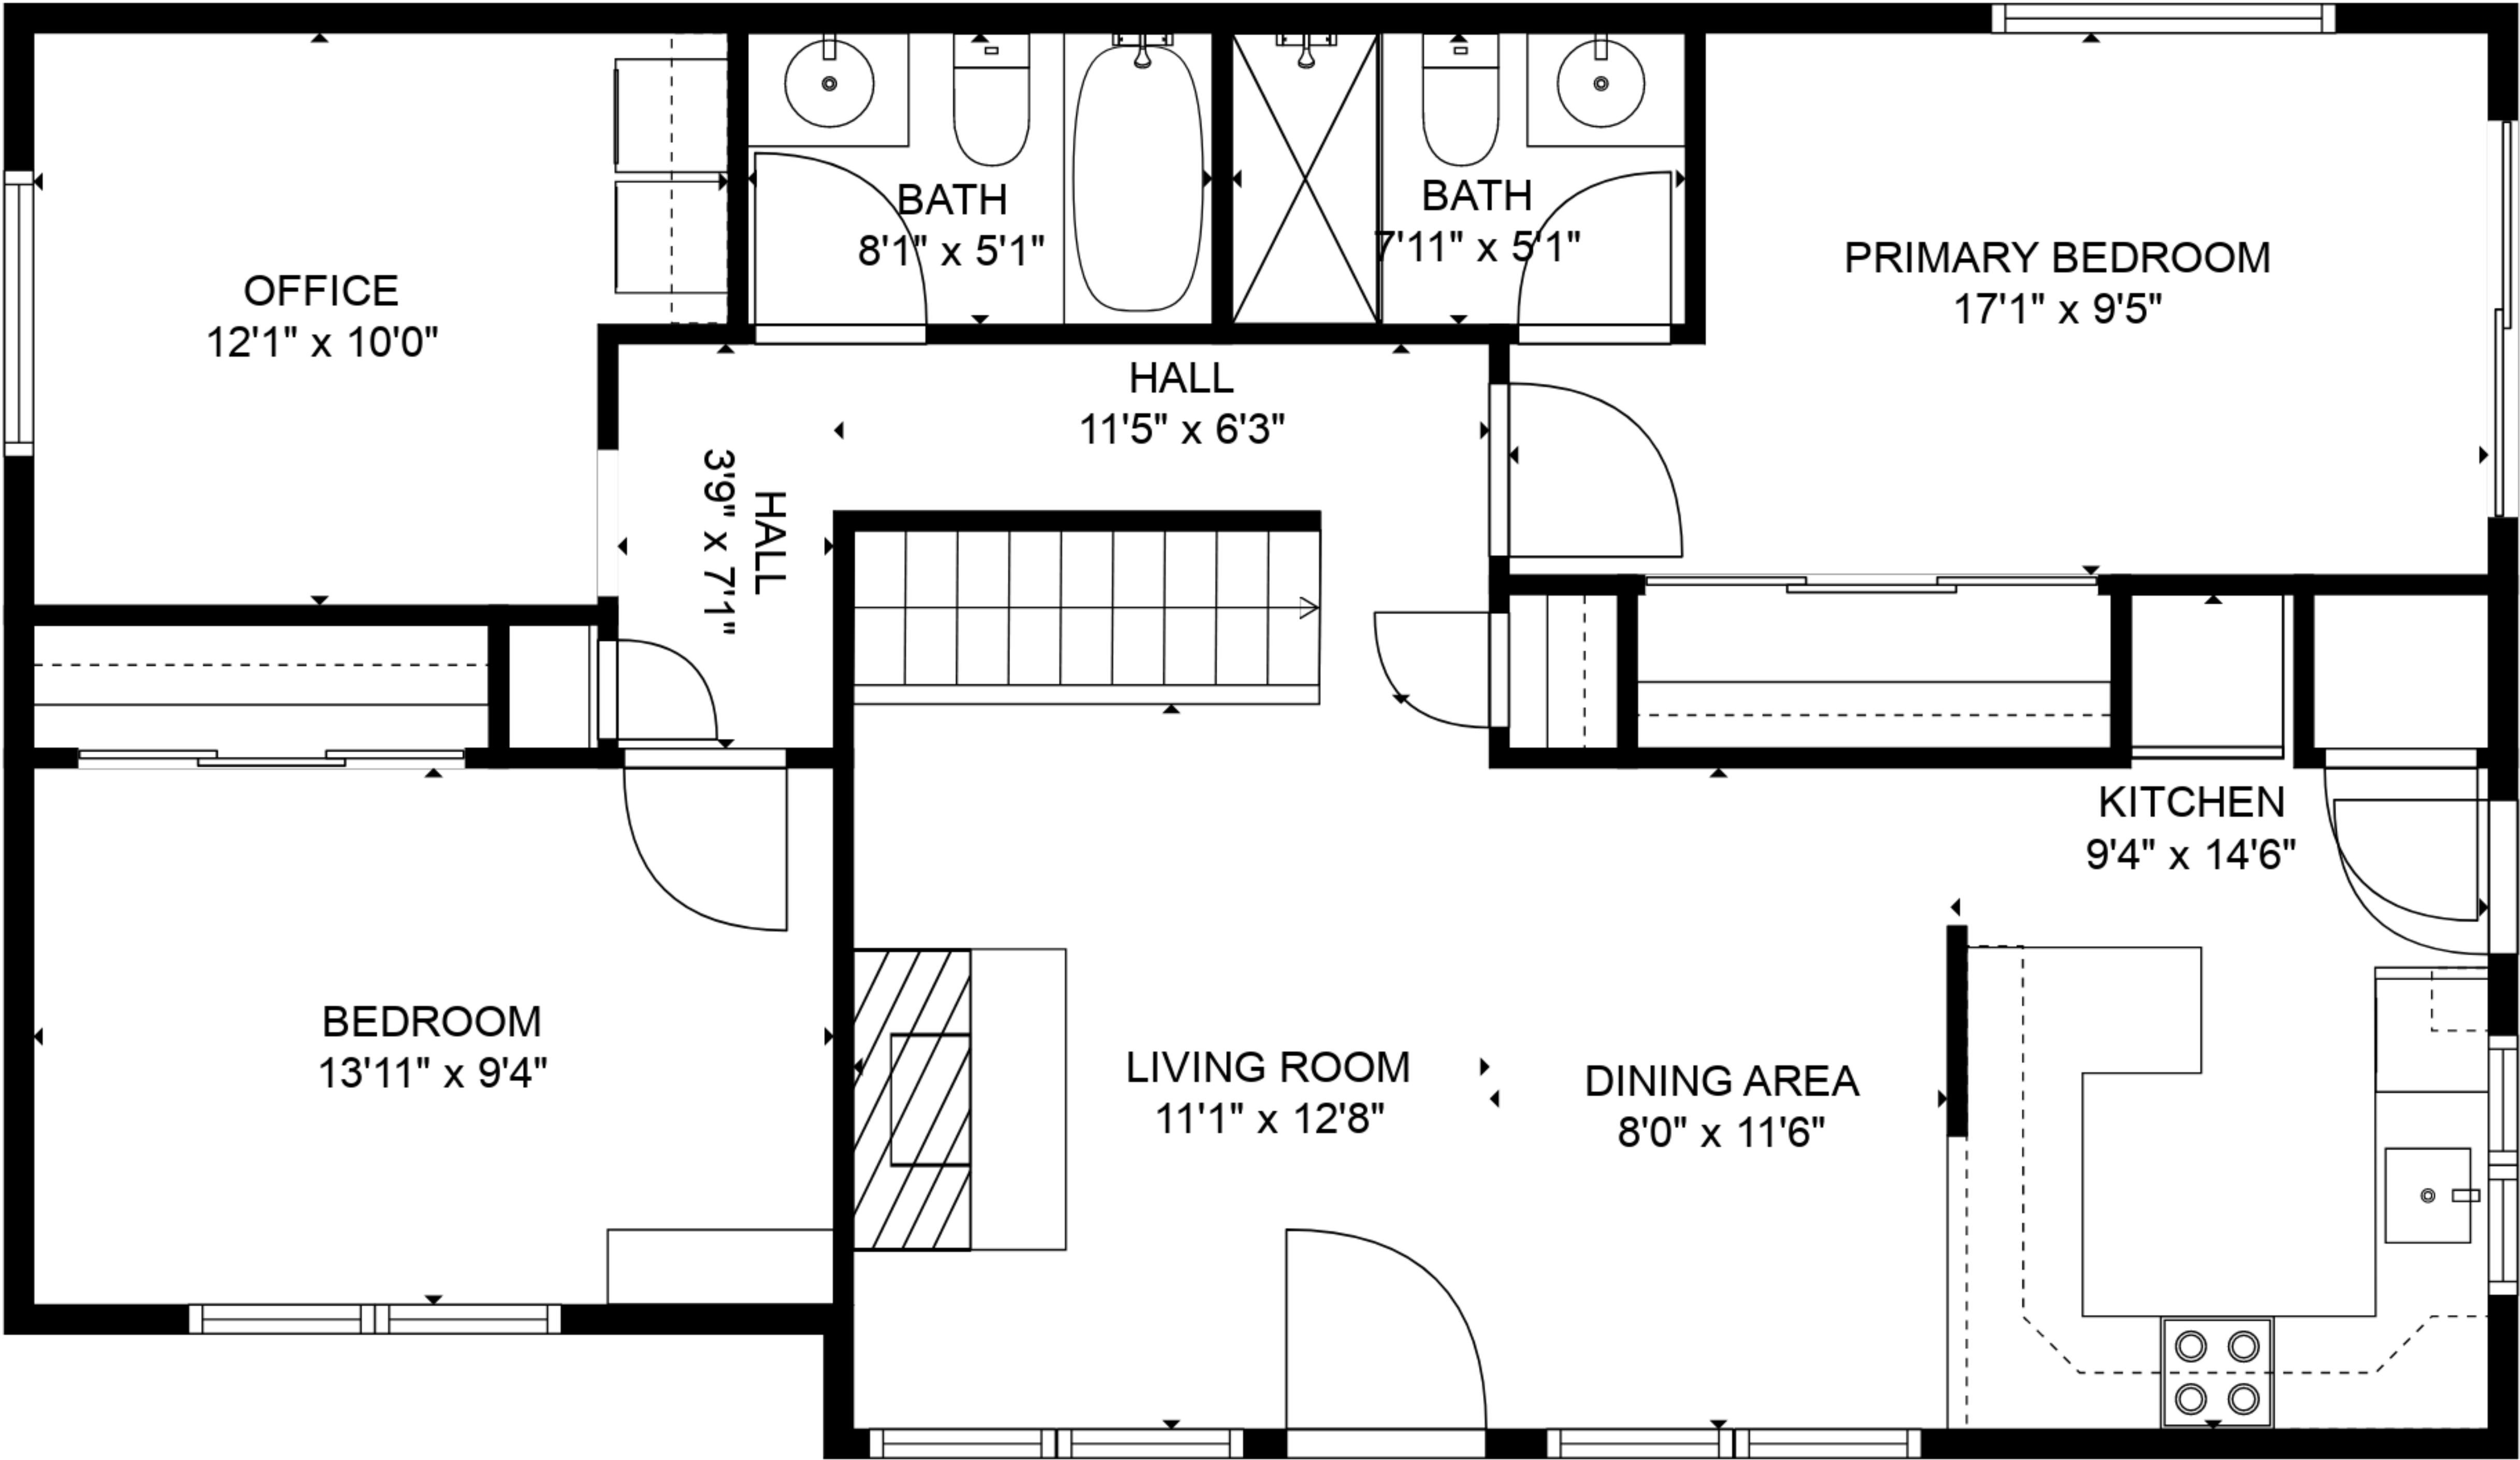 BATH
8'1" x 5'1"
BATH
7'11" x 5'1"
PRIMARY BEDROOM
17'1" x 9'5"
OFFICE
12'1" x 10'0"
HALL
11'5" x 6'3"
HALL
3'9" x 7'1"
KITCHEN
9'4" x 14'6"
BEDROOM
13'11" x 9'4"
LIVING ROOM
11'1" x 12'8"
DINING AREA
8'0" x 11'6"